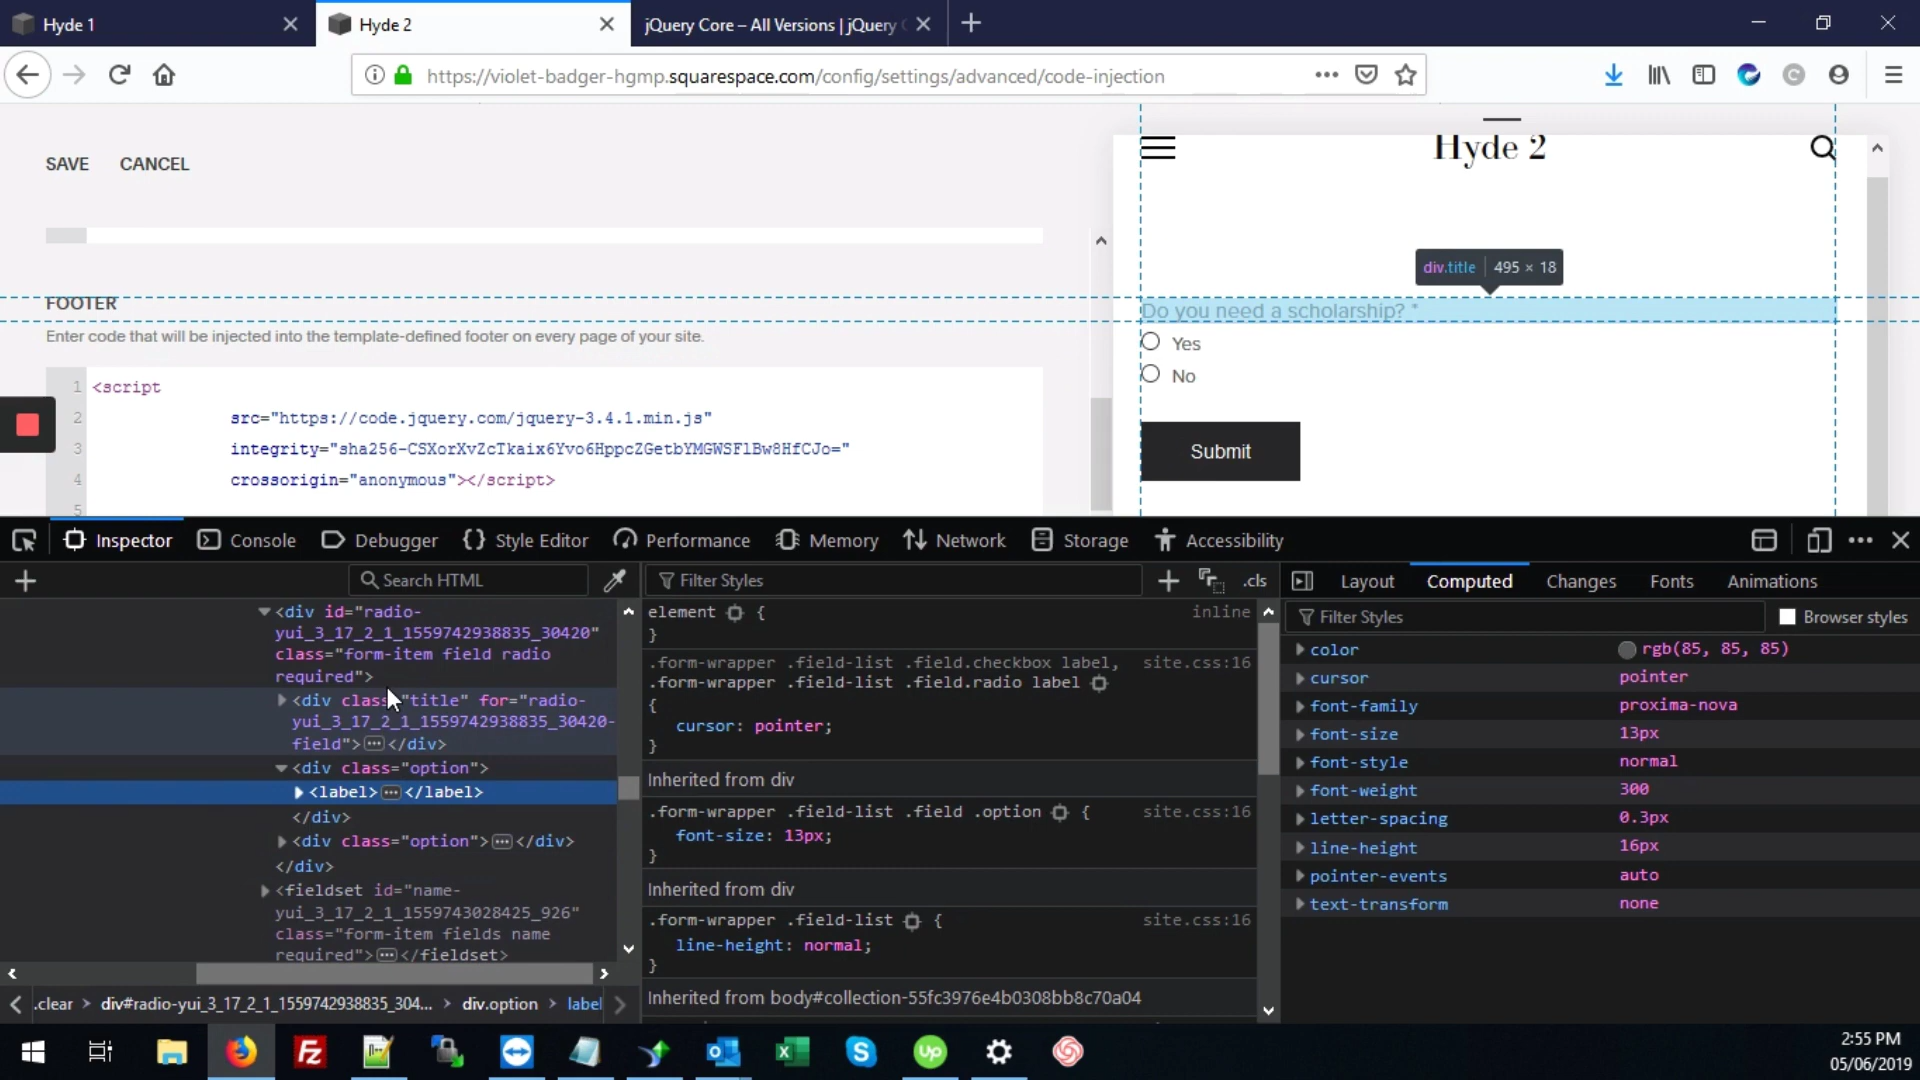 Hyde 1
Hyde 2
jQuery Core – All Versions | jQuery
https://violet-badger-hgmp.squarespace.com/config/settings/advanced/code-injection
SAVE CANCEL
Hyde 2
div.title 495 × 18
FOOTER
Enter code that will be injected into the template-defined footer on every page of your site.
Do you need a scholarship? *
Yes
No
Submit
1 <script
2 src="https://code.jquery.com/jquery-3.4.1.min.js"
3 integrity="sha256-CSXorXvZcTkaix6Yvo6HppcZGetbYMGWSFlBw8HfCJo="
4 crossorigin="anonymous"></script>
5
Inspector Console Debugger Style Editor Performance Memory Network Storage Accessibility
Search HTML
<div id="radio-
yui_3_17_2_1_1559742938835_30420"
class="form-item field radio
required">
<div class="title" for="radio-
yui_3_17_2_1_1559742938835_30420-
field"></div>
<div class="option">
<label></label>
</div>
<div class="option"></div>
</div>
<fieldset id="name-
yui_3_17_2_1_1559743028425_926"
class="form-item fields name
required"></fieldset>
.clear > div#radio-yui_3_17_2_1_1559742938835_304... > div.option > label
Filter Styles .cls
element { inline
}
.form-wrapper .field-list .field.checkbox label, site.css:16
.form-wrapper .field-list .field.radio label
{
cursor: pointer;
}
Inherited from div
.form-wrapper .field-list .field .option { site.css:16
font-size: 13px;
}
Inherited from div
.form-wrapper .field-list { site.css:16
line-height: normal;
}
Inherited from body#collection-55fc3976e4b0308bb8c70a04
Layout Computed Changes Fonts Animations
Filter Styles Browser styles
color rgb(85, 85, 85)
cursor pointer
font-family proxima-nova
font-size 13px
font-style normal
font-weight 300
letter-spacing 0.3px
line-height 16px
pointer-events auto
text-transform none
2:55 PM
05/06/2019